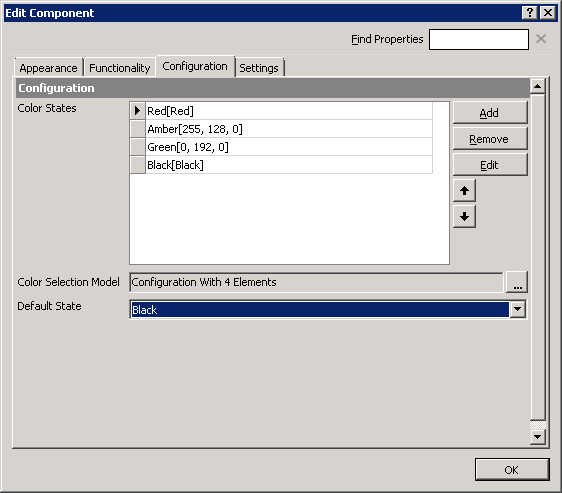 Edit Component
Find Properties
Appearance Functionality Configuration Settings
Configuration
Color States
Red[Red]
Amber[255, 128, 0]
Green[0, 192, 0]
Black[Black]
Add
Remove
Edit
Color Selection Model Configuration With 4 Elements ...
Default State Black
OK